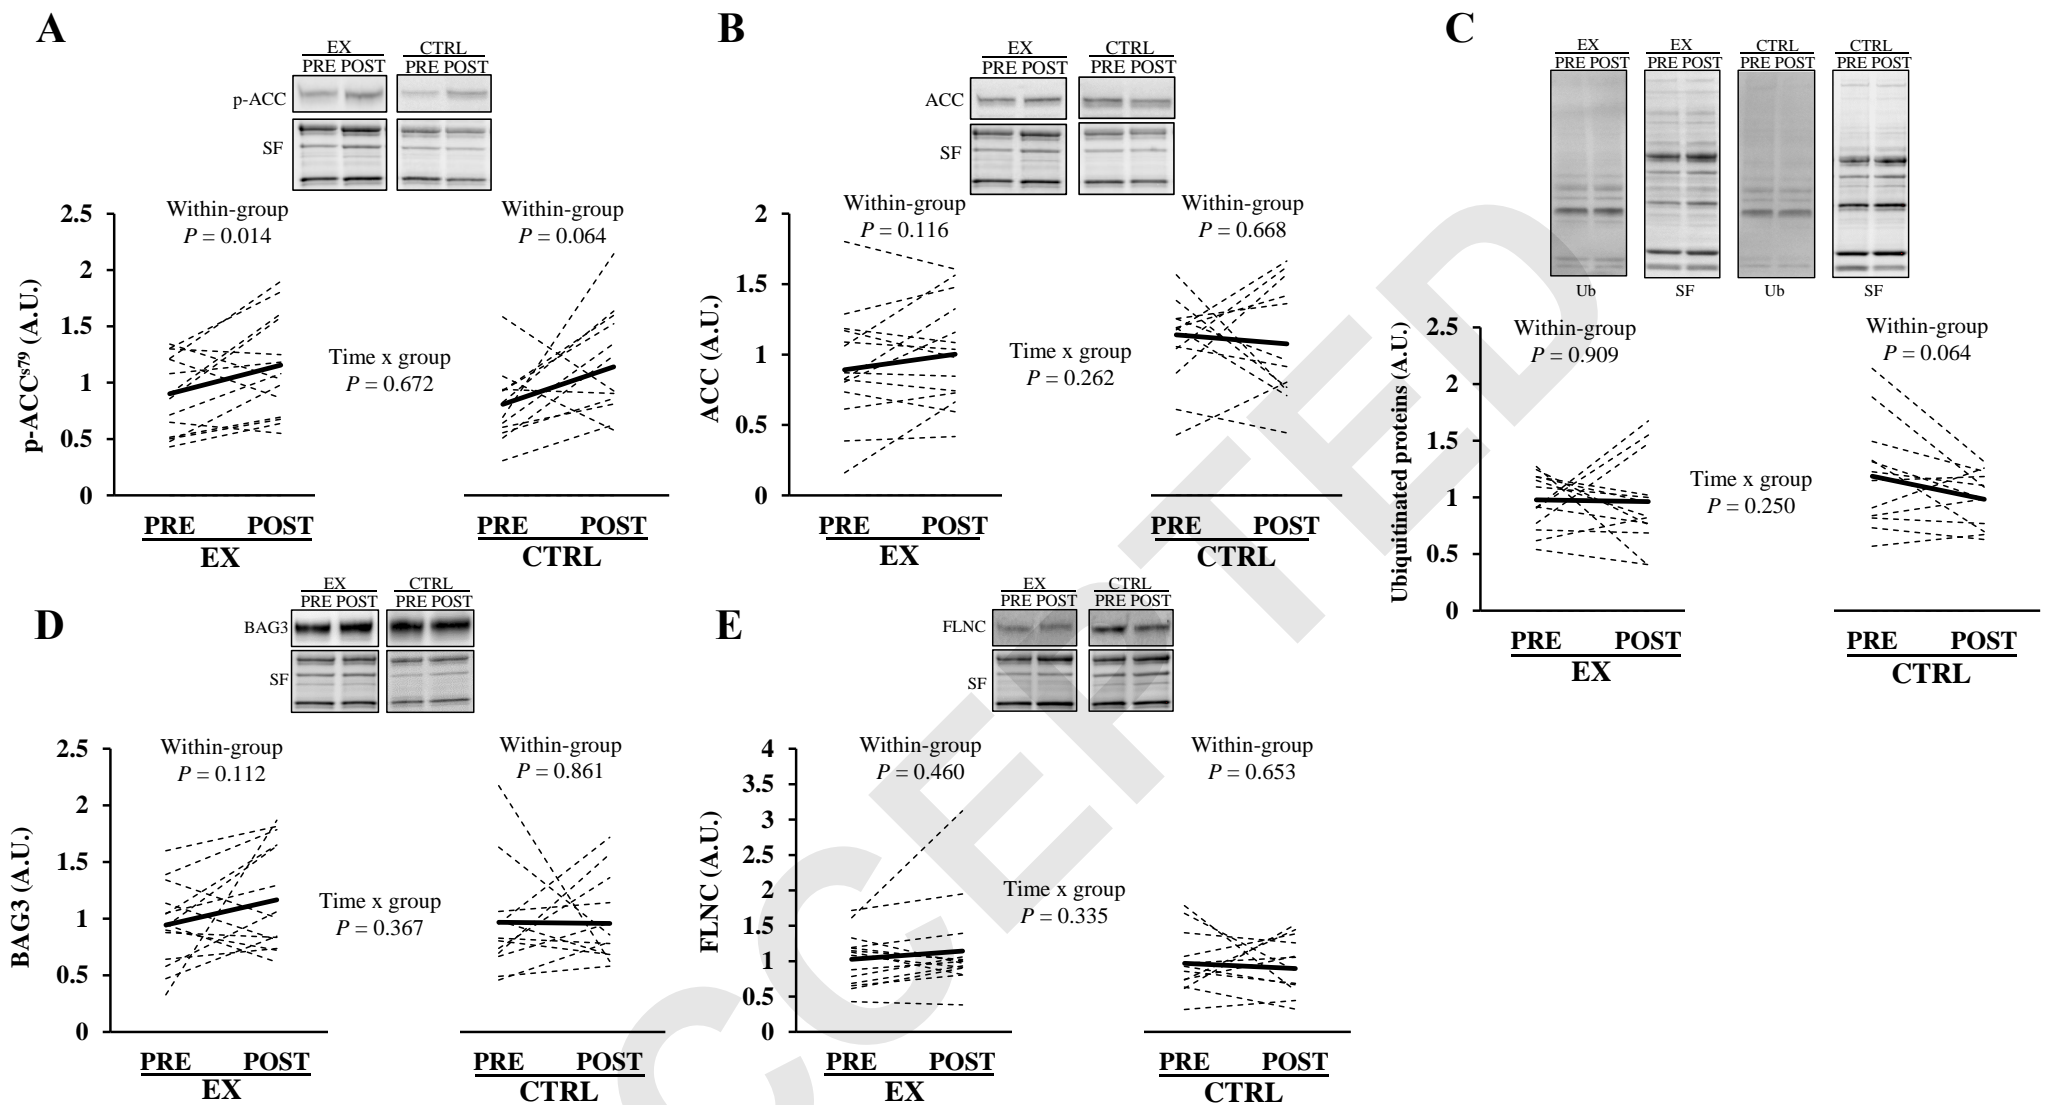 A
EX
CTRL
PRE POST
PRE POST
p-ACC
SF
Within-group
P = 0.014
Within-group
P = 0.064
p-ACCs79 (A.U.)
2.5
2
1.5
1
0.5
0
Time x group
P = 0.672
PRE
POST
EX
PRE
POST
CTRL
B
EX
CTRL
PRE POST
PRE POST
ACC
SF
Within-group
P = 0.116
Within-group
P = 0.668
ACC (A.U.)
2
1.5
1
0.5
0
Time x group
P = 0.262
PRE
POST
EX
PRE
POST
CTRL
C
EX
EX
CTRL
CTRL
PRE POST
PRE POST
PRE POST
PRE POST
Ub
SF
Ub
SF
Within-group
P = 0.909
Within-group
P = 0.064
Ubiquitinated proteins (A.U.)
2.5
2
1.5
1
0.5
0
Time x group
P = 0.250
PRE
POST
EX
PRE
POST
CTRL
D
EX
CTRL
PRE POST
PRE POST
BAG3
SF
Within-group
P = 0.112
Within-group
P = 0.861
BAG3 (A.U.)
2.5
2
1.5
1
0.5
0
Time x group
P = 0.367
PRE
POST
EX
PRE
POST
CTRL
E
EX
CTRL
PRE POST
PRE POST
FLNC
SF
Within-group
P = 0.460
Within-group
P = 0.653
FLNC (A.U.)
4
3.5
3
2.5
2
1.5
1
0.5
0
Time x group
P = 0.335
PRE
POST
EX
PRE
POST
CTRL
CCEPTED